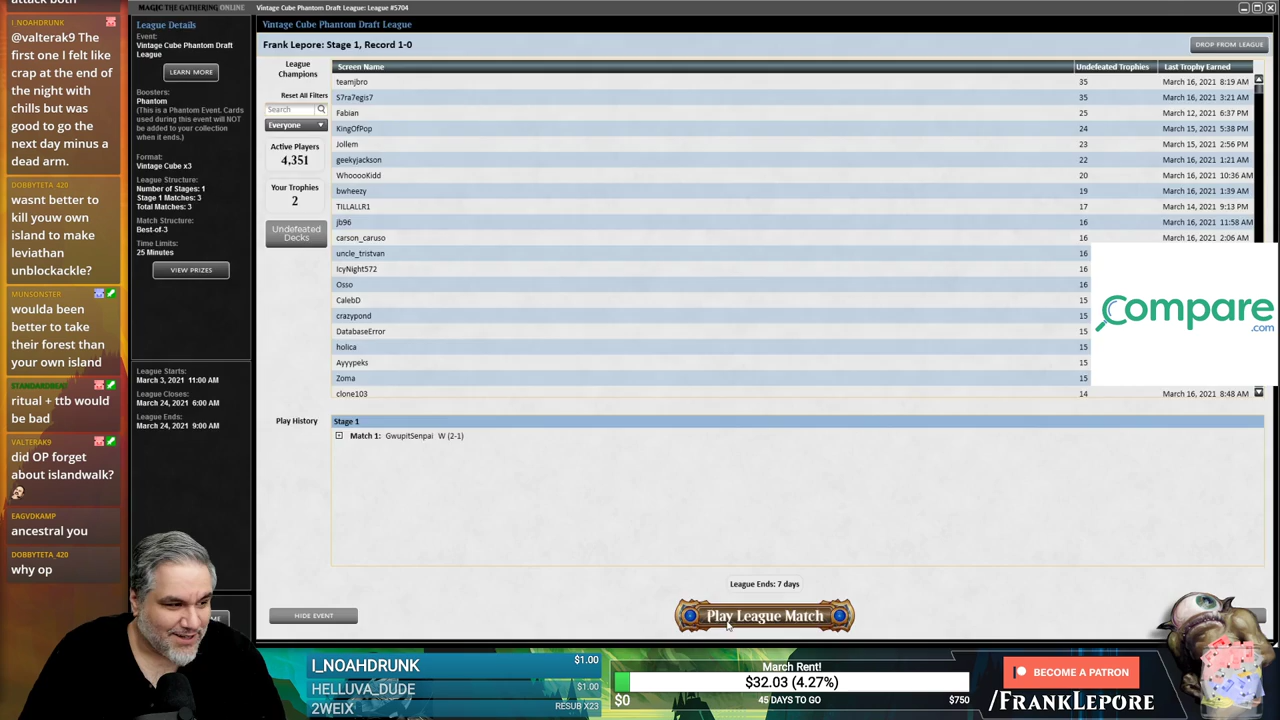 attack both
I_NOAHDRUNK
@valterak9 The
first one I felt like
crap at the end of
the night with
chills but was
good to go the
next day minus a
dead arm.
DOBBYTETA 420
wasnt better to
kill youw own
island to make
leviathan
unblockackle?
MUNSONSTER
woulda been
better to take
their forest than
your own island
STANDARDBEAT
ritual + ttb would
be bad
VALTERAK9
did OP forget
about islandwalk?
EAGVDKAMP
ancestral you
DOBBYTETA 420
why op
MAGIC THE GATHERING ONLINE
Vintage Cube Phantom Draft League: League #5704
League Details
Event:
Vintage Cube Phantom Draft
League
LEARN MORE
Boosters:
Phantom
(This is a Phantom Event. Cards
used during this event will NOT
be added to your collection
when it ends.)
Format:
Vintage Cube x3
League Structure:
Number of Stages: 1
Stage 1 Matches: 3
Total Matches: 3
Match Structure:
Best-of-3
Time Limits:
25 Minutes
VIEW PRIZES
League Starts:
March 3, 2021 11:00 AM
League Closes:
March 24, 2021 6:00 AM
League Ends:
March 24, 2021 9:00 AM
Vintage Cube Phantom Draft League
Frank Lepore: Stage 1, Record 1-0
DROP FROM LEAGUE
League
Champions
Reset All Filters
Search
Everyone
Active Players
4,351
Your Trophies
2
Undefeated
Decks
Screen Name Undefeated Trophies Last Trophy Earned
teamjbro 35 March 16, 2021 8:19 AM
S7ra7egis7 35 March 16, 2021 3:21 AM
Fabian 25 March 12, 2021 6:37 PM
KingOfPop 24 March 15, 2021 5:38 PM
Jollem 23 March 15, 2021 2:56 PM
geekyjackson 22 March 16, 2021 1:21 AM
WhooooKidd 20 March 16, 2021 10:36 AM
bwheezy 19 March 16, 2021 1:39 AM
TILLALLR1 17 March 14, 2021 9:13 PM
jb96 16 March 16, 2021 11:58 AM
carson_caruso 16 March 16, 2021 2:06 AM
uncle_tristvan 16
IcyNight572 16
Osso 16
CalebD 15
crazypond 15
DatabaseError 15
holica 15
Ayyypeks 15
Zoma 15
clone103 14 March 16, 2021 8:48 AM
Compare
.com
Play History
Stage 1
Match 1: GwupitSenpai W (2-1)
League Ends: 7 days
HIDE EVENT
Play League Match
I_NOAHDRUNK $1.00
HELLUVA_DUDE $1.00
2WEIX RESUB X23
March Rent!
$32.03 (4.27%)
$0 45 DAYS TO GO $750
BECOME A PATRON
/FRANKLEPORE